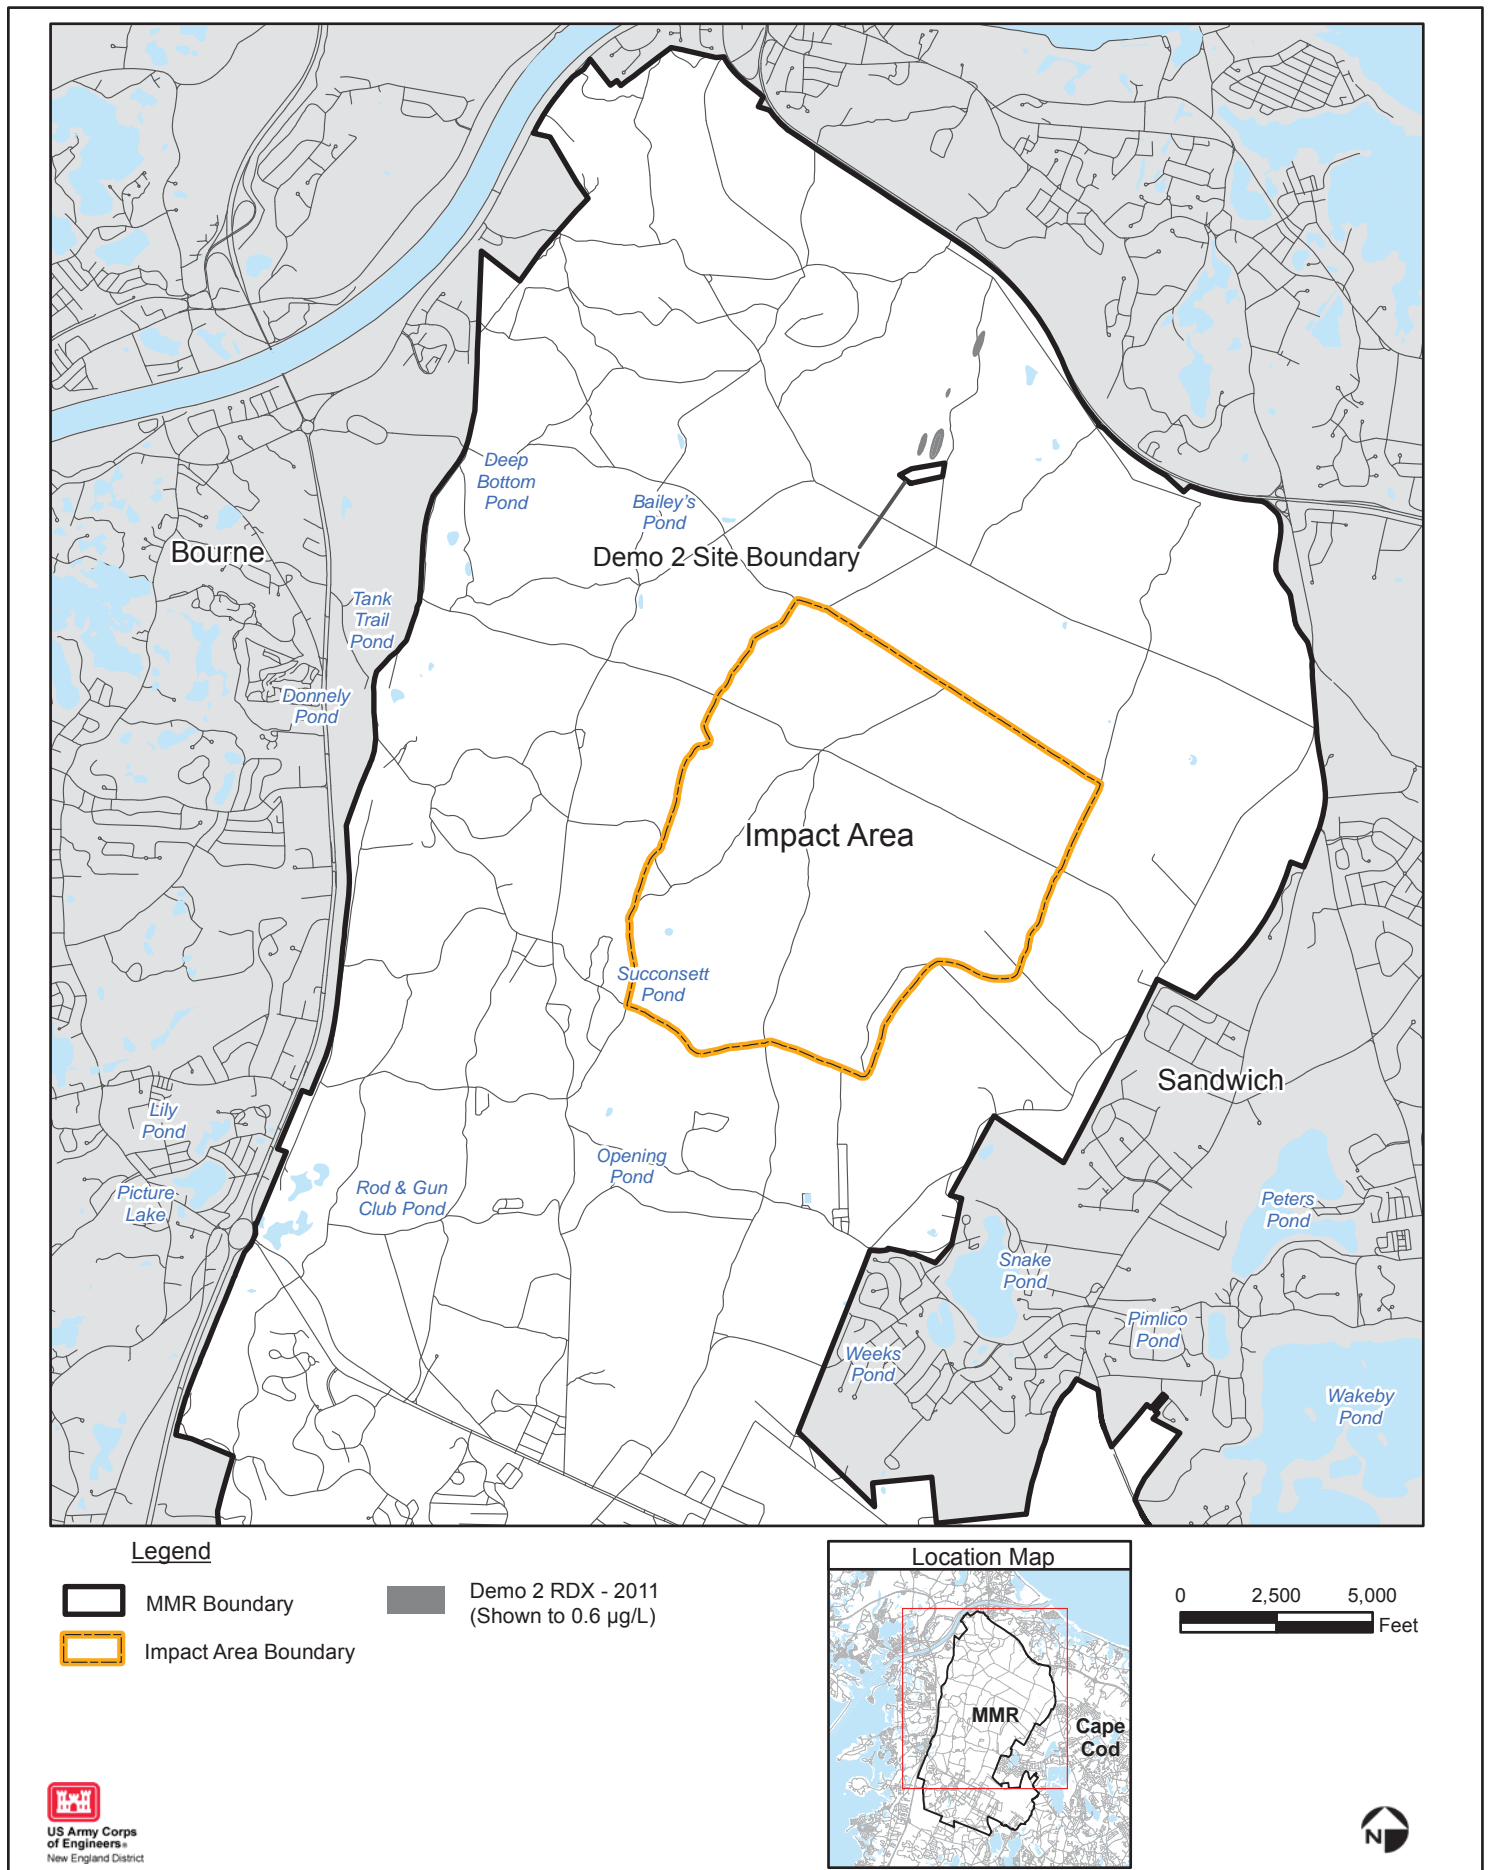 Deep
Bottom
Pond
Bailey's
Pond
Demo 2 Site Boundary
Bourne
Tank
Trail
Pond
Donnely
Pond
Impact Area
Succonsett
Pond
Sandwich
Lily
Pond
Picture
Lake
Rod & Gun
Club Pond
Opening
Pond
Peters
Pond
Snake
Pond
Pimlico
Pond
Weeks
Pond
Wakeby
Pond
Legend
MMR Boundary
Impact Area Boundary
Demo 2 RDX - 2011
(Shown to 0.6 µg/L)
Location Map
MMR
Cape
Cod
0 2,500 5,000
Feet
US Army Corps
of Engineers®
New England District
N